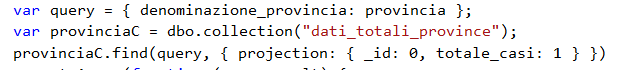 var query = { denominazione_provincia: provincia };
var provinciaC = dbo.collection("dati_totali_province");
provinciaC.find(query, { projection: { _id: 0, totale_casi: 1 } })